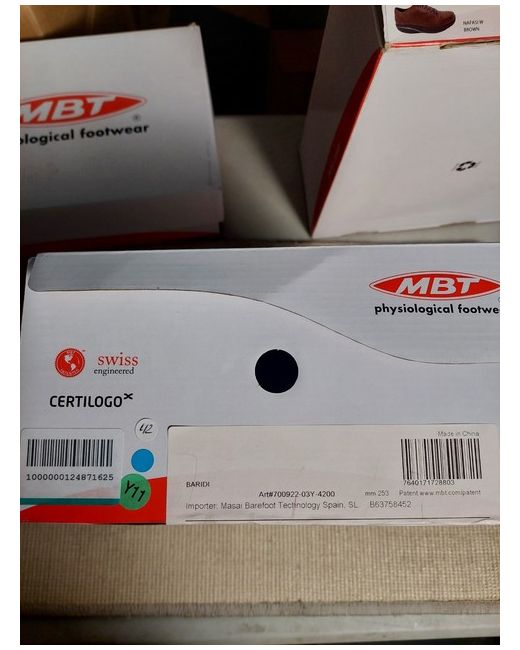 NAFASI W
BROWN
MBT
ological footwear
MBT
physiological footwe
swiss
engineered
CERTILOGO
42
1000000124871625
Y11
Made in China
BARIDI
Art#700922-03Y-4200
mm 253
7640171728803
Patent www.mbt.com/patent
Importer: Masai Barefoot Technology Spain, SL
B63758452